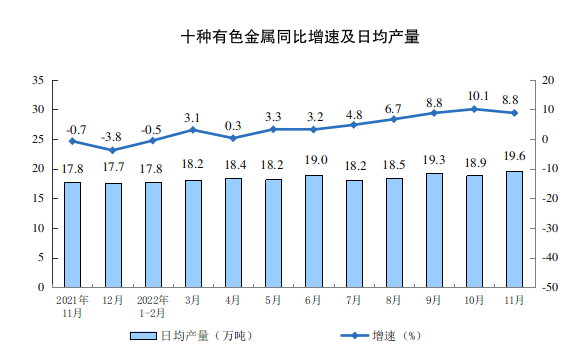 十种有色金属同比增速及日均产量
35 20
30 10
25 0
20 -10
15 -20
10 -30
5 -40
0 -50
-0.7 -3.8 -0.5 3.1 0.3 3.3 3.2 4.8 6.7 8.8 10.1 8.8
17.8 17.7 17.8 18.2 18.4 18.2 19.0 18.2 18.5 19.3 18.9 19.6
2021年 12月 2022年 3月 4月 5月 6月 7月 8月 9月 10月 11月
11月 1-2月
日均产量（万吨） 增速（%）